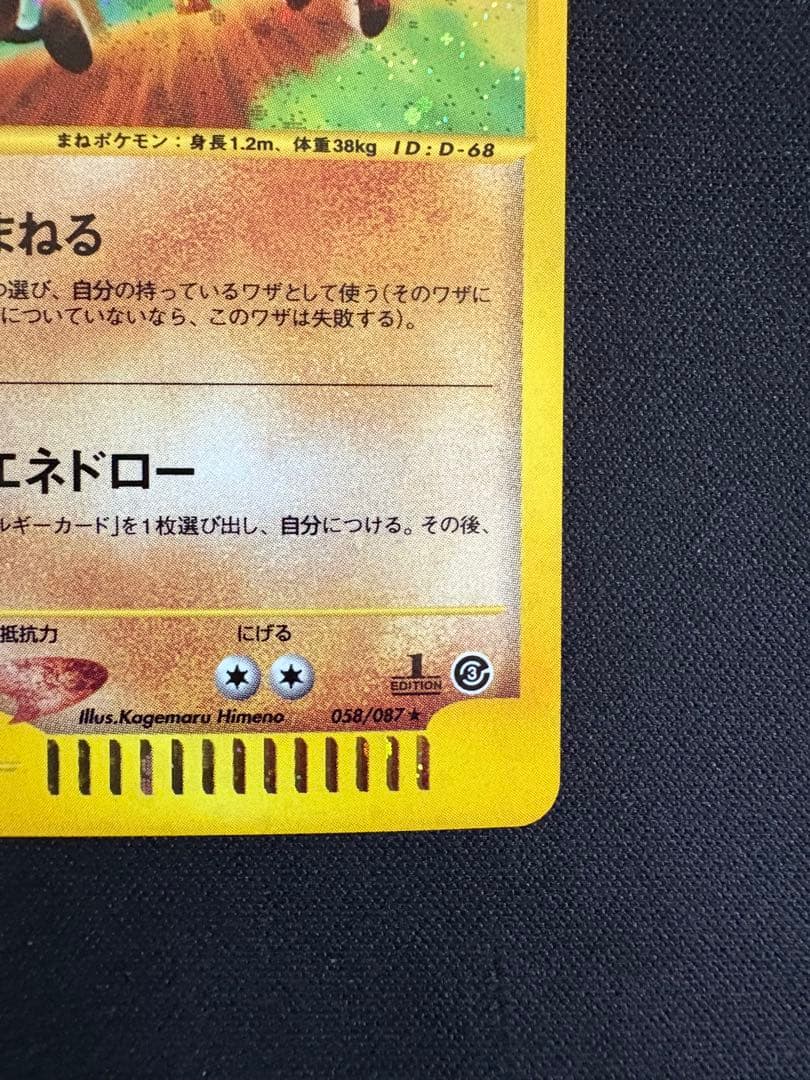 まねポケモン：身長1.2m、体重38kg ID:D-68
まねる
つ選び、自分の持っているワザとして使う(そのワザに
についていないなら、このワザは失敗する)。
エネドロー
ルギーカード」を1枚選び出し、自分につける。その後、
抵抗力 にげる
1
EDITION
3
Illus.Kagemaru Himeno 058/087★